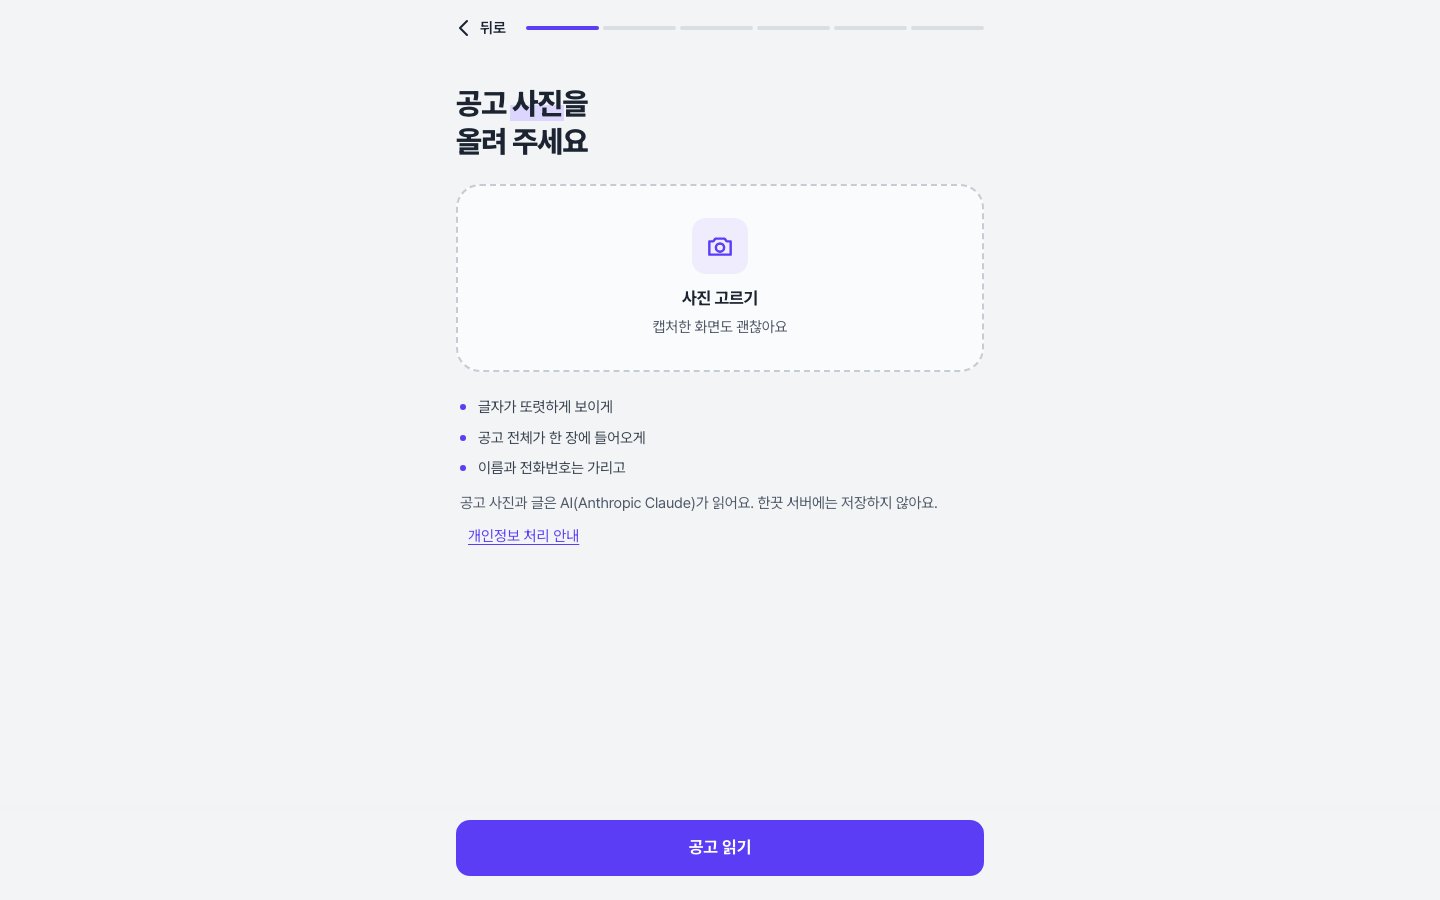 뒤로
공고 사진을
올려 주세요
사진 고르기
캡처한 화면도 괜찮아요
글자가 또렷하게 보이게
공고 전체가 한 장에 들어오게
이름과 전화번호는 가리고
공고 사진과 글은 AI(Anthropic Claude)가 읽어요. 한끗 서버에는 저장하지 않아요.
개인정보 처리 안내
공고 읽기